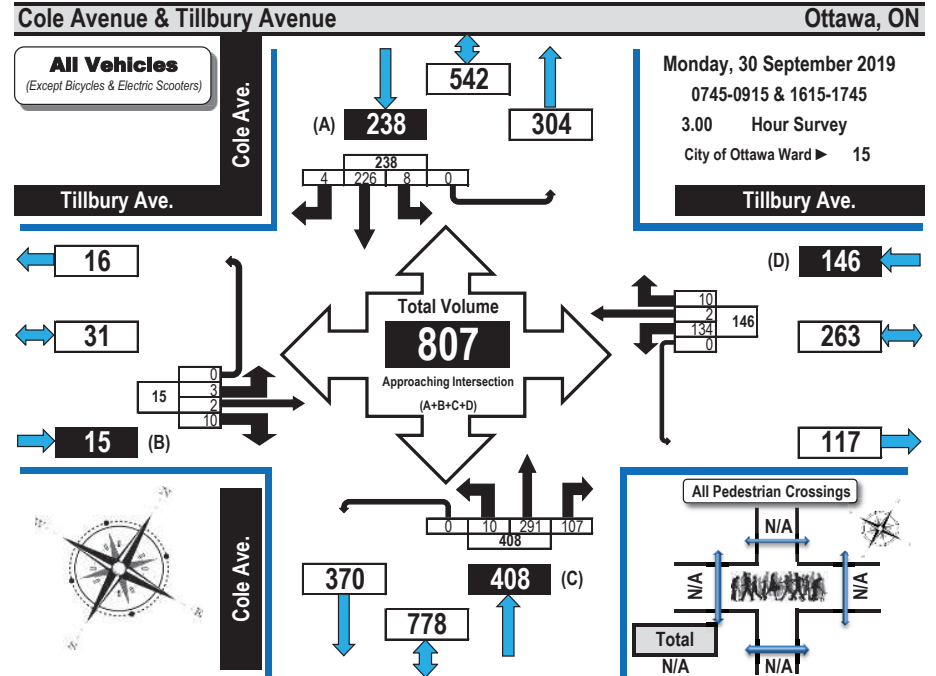 Cole Avenue & Tillbury Avenue
Ottawa, ON
All Vehicles
(Except Bicycles & Electric Scooters)
Cole Ave.
Tillbury Ave.
542
(A) 238
304
238
4 226 8 0
Monday, 30 September 2019
0745-0915 & 1615-1745
3.00 Hour Survey
City of Ottawa Ward ► 15
Tillbury Ave.
16
31
0
3
2
10
15
15 (B)
Total Volume
807
Approaching Intersection
(A+B+C+D)
(D) 146
10
2
134
0
146
263
117
0 10 291 107
408
370
408 (C)
778
Cole Ave.
N
W
E
S
All Pedestrian Crossings
N/A
N/A
N/A
Total
N/A
N/A